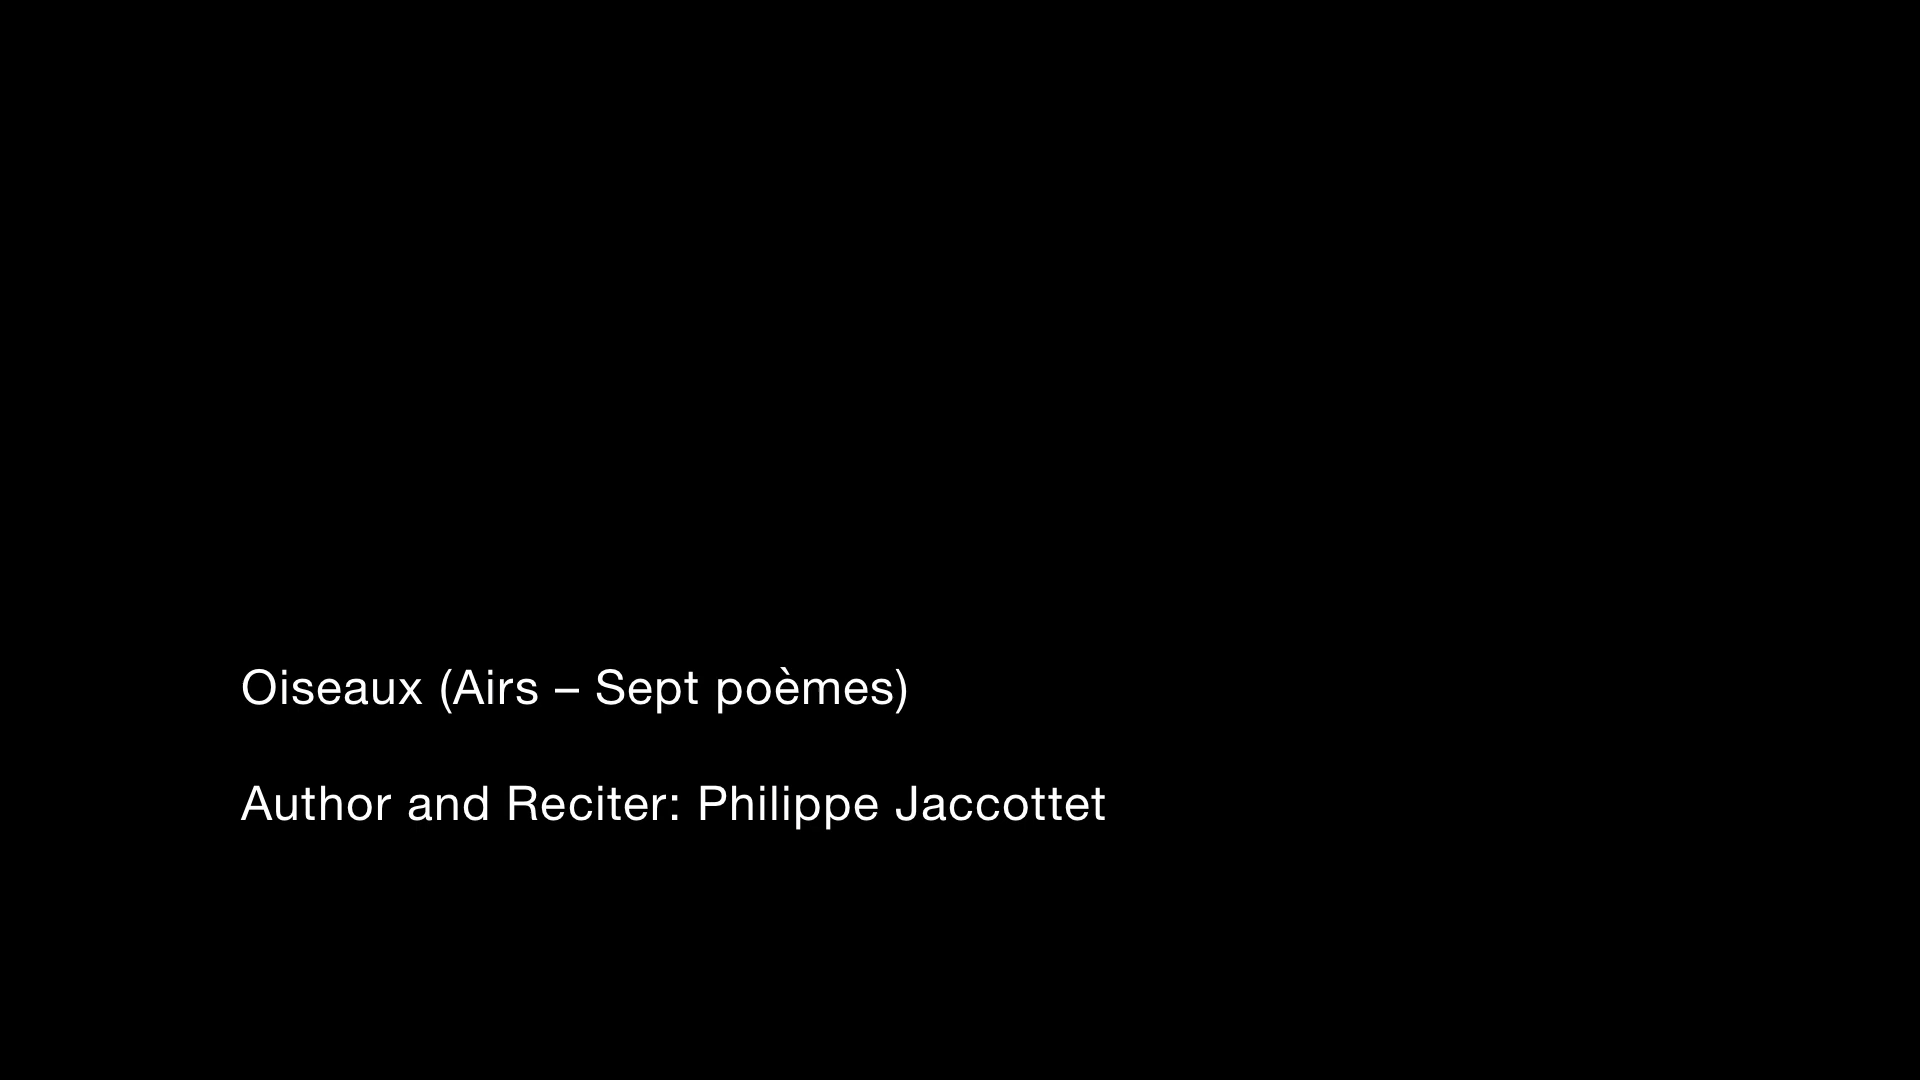 Oiseaux (Airs – Sept poèmes)
Author and Reciter: Philippe Jaccottet